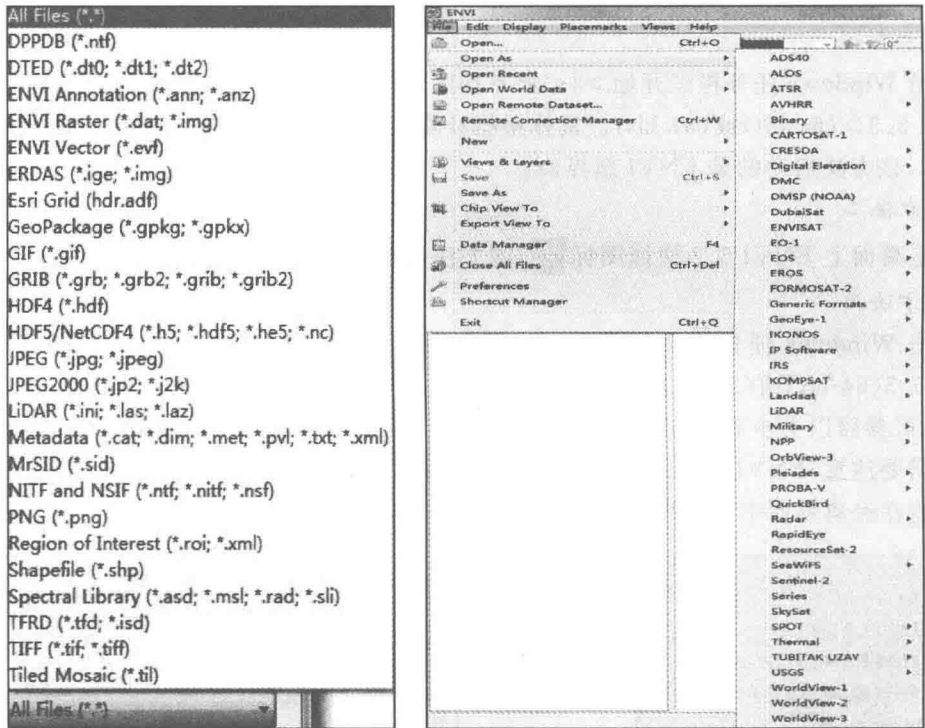 All Files (*.*)
DPPDB (*.ntf)
DTED (*.dt0; *.dt1; *.dt2)
ENVI Annotation (*.ann; *.anz)
ENVI Raster (*.dat; *.img)
ENVI Vector (*.evf)
ERDAS (*.ige; *.img)
Esri Grid (hdr.adf)
GeoPackage (*.gpkg; *.gpkx)
GIF (*.gif)
GRIB (*.grb; *.grb2; *.grib; *.grib2)
HDF4 (*.hdf)
HDF5/NetCDF4 (*.h5; *.hdf5; *.he5; *.nc)
JPEG (*.jpg; *.jpeg)
JPEG2000 (*.jp2; *.j2k)
LiDAR (*.ini; *.las; *.laz)
Metadata (*.cat; *.dim; *.met; *.pvl; *.txt; *.xml)
MrSID (*.sid)
NITF and NSIF (*.ntf; *.nitf; *.nsf)
PNG (*.png)
Region of Interest (*.roi; *.xml)
Shapefile (*.shp)
Spectral Library (*.asd; *.msl; *.rad; *.sli)
TFRD (*.tfd; *.isd)
TIFF (*.tif; *.tiff)
Tiled Mosaic (*.til)
All Files (*.*)
ENVI
File Edit Display Placemarks Views Help
Open... Ctrl+O
Open As
Open Recent
Open World Data
Open Remote Dataset...
Remote Connection Manager Ctrl+W
New
Views & Layers
Save Ctrl+S
Save As
Chip View To
Export View To
Data Manager F4
Close All Files Ctrl+Del
Preferences
Shortcut Manager
Exit Ctrl+Q
ADS40
ALOS
ATSR
AVHRR
Binary
CARTOSAT-1
CRESDA
Digital Elevation
DMC
DMSP (NOAA)
DubaiSat
ENVISAT
EO-1
EOS
EROS
FORMOSAT-2
Generic Formats
GeoEye-1
IKONOS
IP Software
IRS
KOMPSAT
Landsat
LiDAR
Military
NPP
OrbView-3
Pleiades
PROBA-V
QuickBird
Radar
RapidEye
ResourceSat-2
SeaWiFS
Sentinel-2
Series
SkySat
SPOT
Thermal
TUBITAK UZAY
USGS
WorldView-1
WorldView-2
WorldView-3